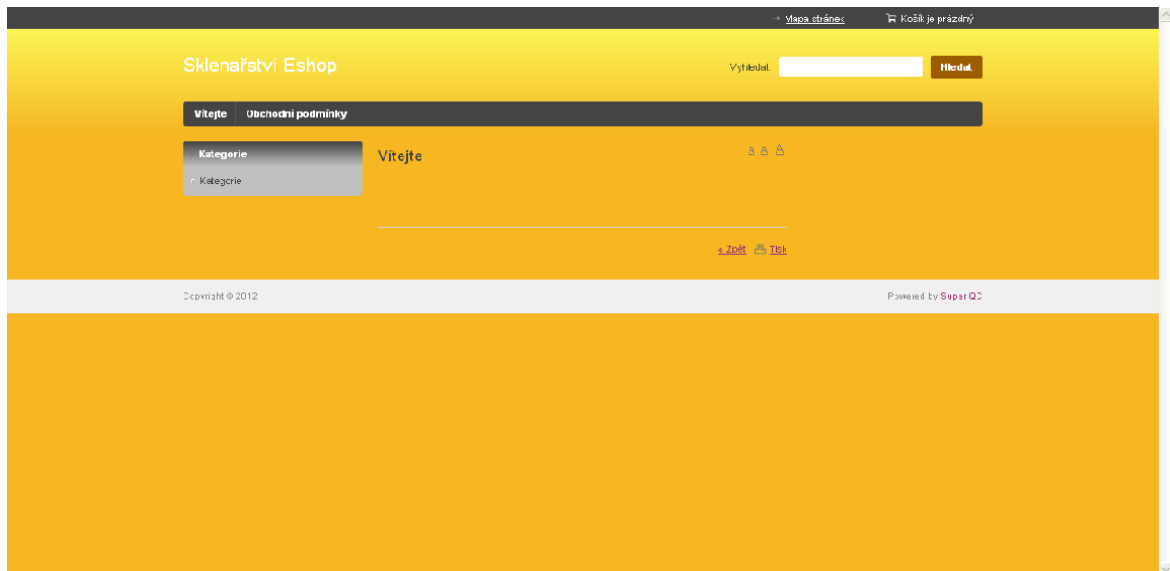 Mapa stránek
Košík je prázdný
Sklenařství Eshop
Vyhledat:
Hledat
Vítejte
Obchodní podmínky
Kategorie
Vítejte
A A A
Kategorie
« Zpět
Tisk
Copyright © 2012
Powered by